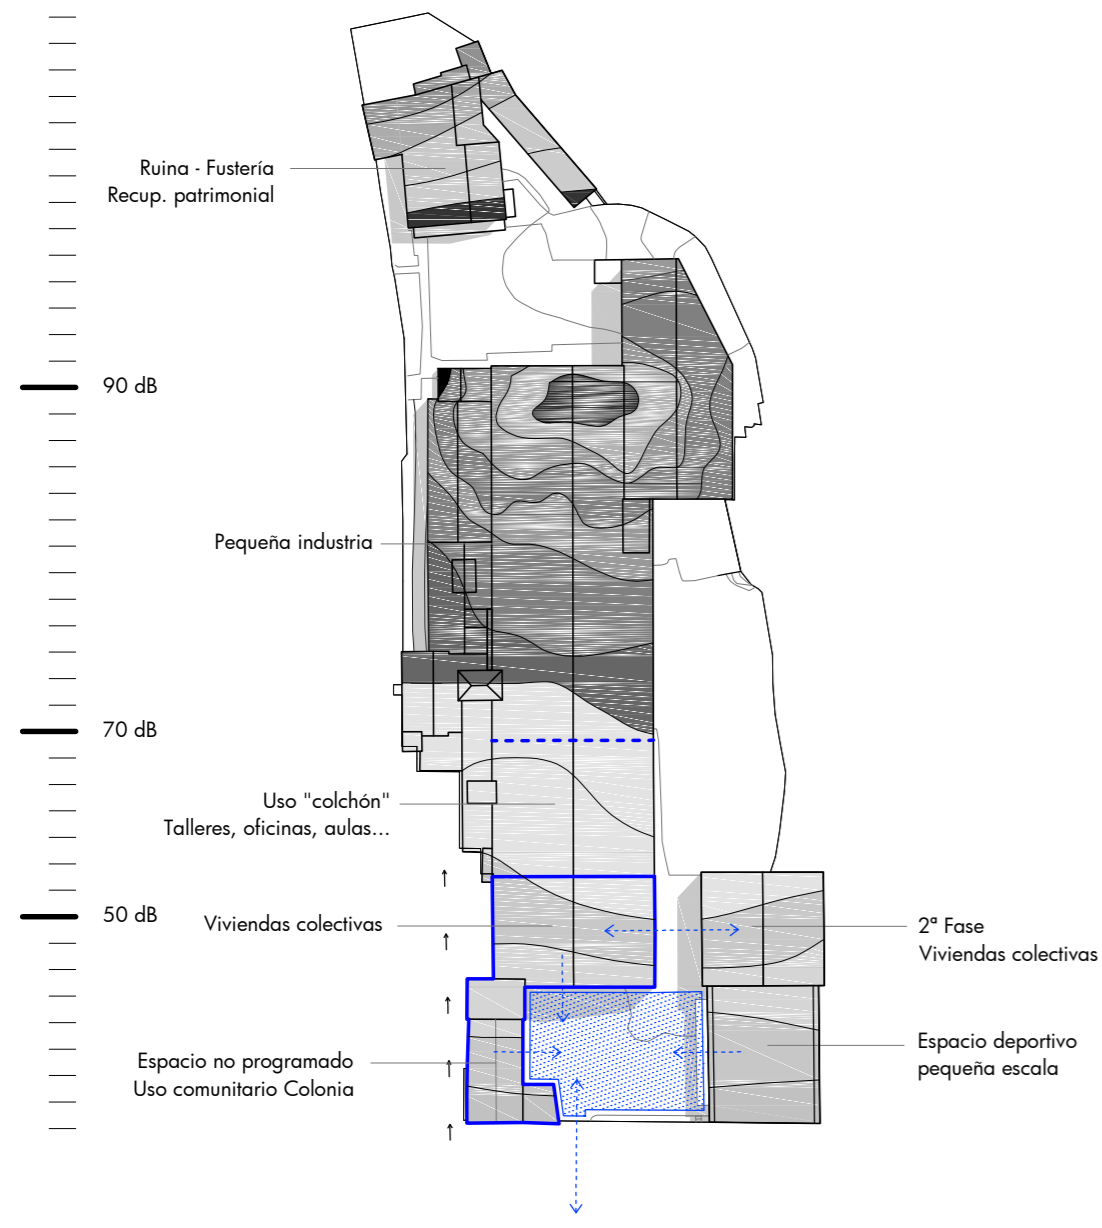 Ruina - Fustería
Recup. patrimonial
90 dB
Pequeña industria
70 dB
Uso "colchón"
Talleres, oficinas, aulas...
50 dB
Viviendas colectivas
2ª Fase
Viviendas colectivas
Espacio no programado
Uso comunitario Colonia
Espacio deportivo
pequeña escala